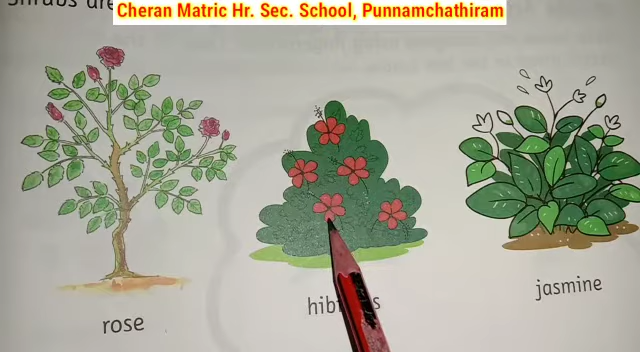 Shrubs are
Cheran Matric Hr. Sec. School, Punnamchathiram
rose
jasmine